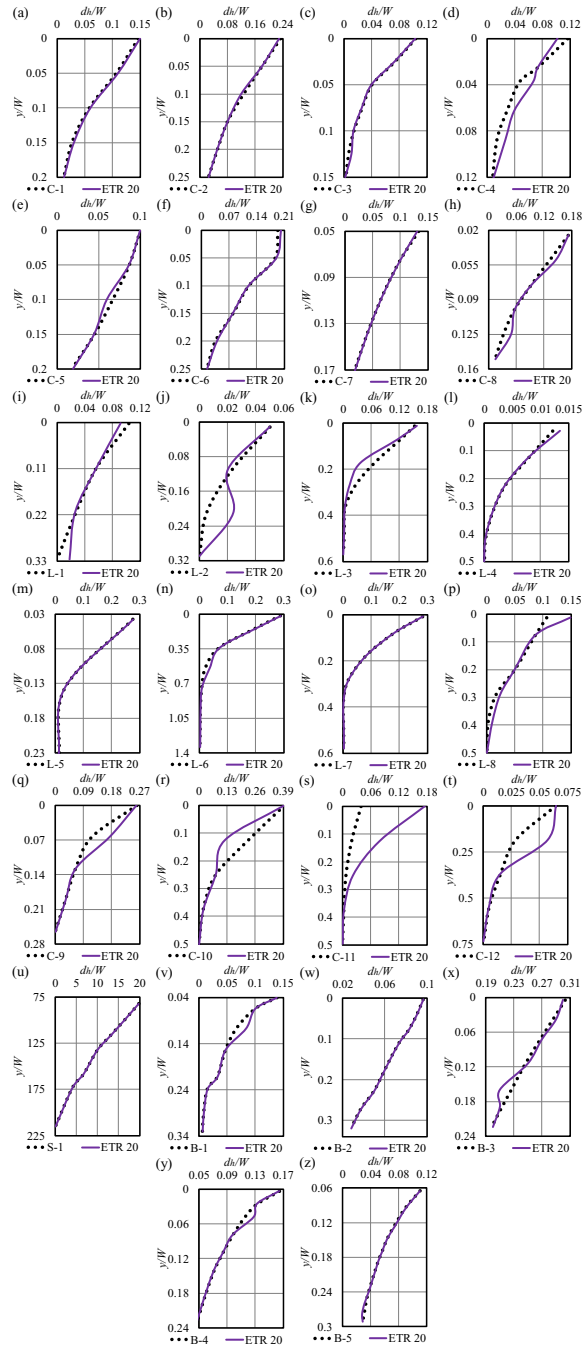 (a) dh/W
0 0.05 0.1 0.15
y/W
0
0.05
0.1
0.15
0.2
C-1 ETR 20
(b) dh/W
0 0.08 0.16 0.24
y/W
0
0.05
0.1
0.15
0.2
0.25
C-2 ETR 20
(c) dh/W
0 0.04 0.08 0.12
y/W
0
0.05
0.1
0.15
C-3 ETR 20
(d) dh/W
0 0.04 0.08 0.12
y/W
0
0.04
0.08
0.12
C-4 ETR 20
(e) dh/W
0 0.05 0.1
y/W
0
0.05
0.1
0.15
0.2
C-5 ETR 20
(f) dh/W
0 0.07 0.14 0.21
y/W
0
0.05
0.1
0.15
0.2
0.25
C-6 ETR 20
(g) dh/W
0 0.05 0.1 0.15
y/W
0.05
0.09
0.13
0.17
C-7 ETR 20
(h) dh/W
0 0.06 0.12 0.18
y/W
0.02
0.055
0.09
0.125
0.16
C-8 ETR 20
(i) dh/W
0 0.04 0.08 0.12
y/W
0
0.11
0.22
0.33
L-1 ETR 20
(j) dh/W
0 0.02 0.04 0.06
y/W
0
0.08
0.16
0.24
0.32
L-2 ETR 20
(k) dh/W
0 0.06 0.12 0.18
y/W
0
0.2
0.4
0.6
L-3 ETR 20
(l) dh/W
0 0.005 0.01 0.015
y/W
0
0.1
0.2
0.3
0.4
0.5
L-4 ETR 20
(m) dh/W
0 0.1 0.2 0.3
y/W
0.03
0.08
0.13
0.18
0.23
L-5 ETR 20
(n) dh/W
0 0.1 0.2 0.3
y/W
0
0.35
0.7
1.05
1.4
L-6 ETR 20
(o) dh/W
0 0.1 0.2 0.3
y/W
0
0.2
0.4
0.6
L-7 ETR 20
(p) dh/W
0 0.05 0.1 0.15
y/W
0
0.1
0.2
0.3
0.4
0.5
L-8 ETR 20
(q) dh/W
0 0.09 0.18 0.27
y/W
0
0.07
0.14
0.21
0.28
C-9 ETR 20
(r) dh/W
0 0.13 0.26 0.39
y/W
0
0.1
0.2
0.3
0.4
0.5
C-10 ETR 20
(s) dh/W
0 0.06 0.12 0.18
y/W
0
0.1
0.2
0.3
0.4
0.5
C-11 ETR 20
(t) dh/W
0 0.025 0.05 0.075
y/W
0
0.25
0.5
0.75
C-12 ETR 20
(u) dh/W
0 5 10 15 20
y/W
75
125
175
225
S-1 ETR 20
(v) dh/W
0 0.05 0.1 0.15
y/W
0.04
0.14
0.24
0.34
B-1 ETR 20
(w) dh/W
0.02 0.06 0.1
y/W
0
0.1
0.2
0.3
B-2 ETR 20
(x) dh/W
0.19 0.23 0.27 0.31
y/W
0
0.06
0.12
0.18
0.24
B-3 ETR 20
(y) dh/W
0.05 0.09 0.13 0.17
y/W
0
0.06
0.12
0.18
0.24
B-4 ETR 20
(z) dh/W
0 0.04 0.08 0.12
y/W
0.06
0.12
0.18
0.24
0.3
B-5 ETR 20